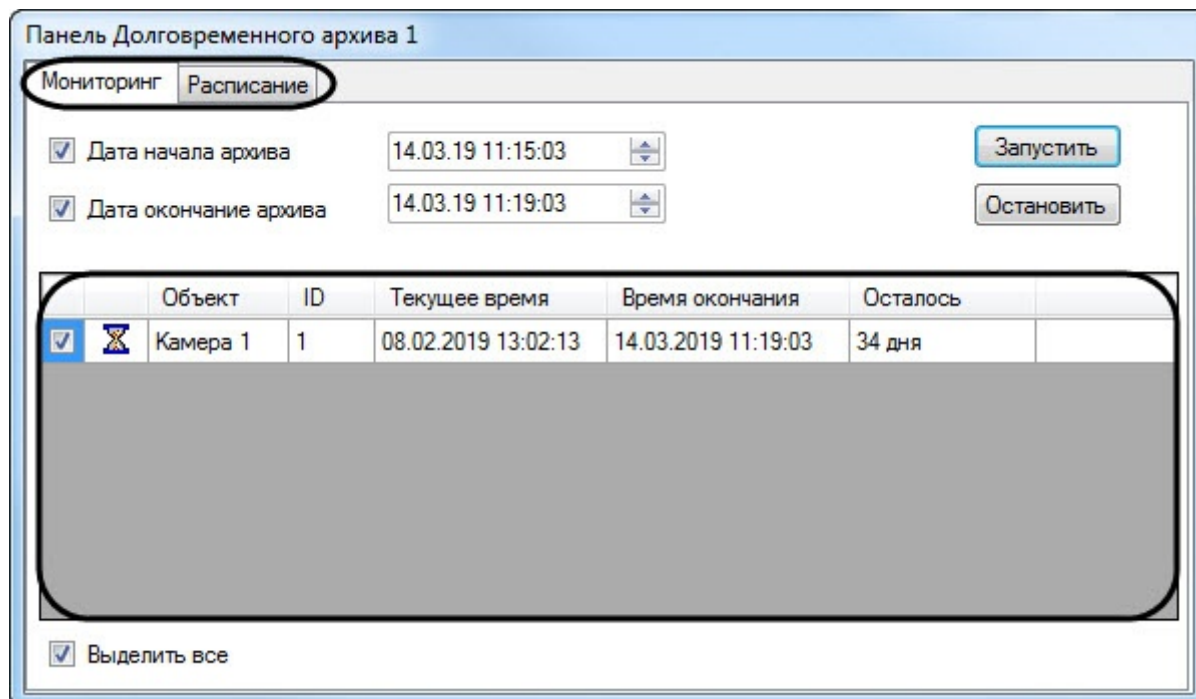 Панель Долговременного архива 1
Мониторинг Расписание
Дата начала архива 14.03.19 11:15:03 Запустить
Дата окончание архива 14.03.19 11:19:03 Остановить
Объект ID Текущее время Время окончания Осталось
Камера 1 1 08.02.2019 13:02:13 14.03.2019 11:19:03 34 дня
Выделить все